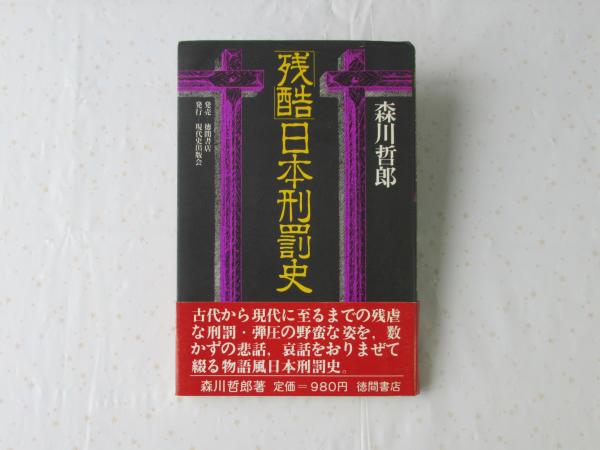 森川哲郎
「残酷」日本刑罰史
発売 徳間書店
発行 現代史出版会
古代から現代に至るまでの残虐
な刑罰・弾圧の野蛮な姿を，数
かずの悲話，哀話をおりまぜて
綴る物語風日本刑罰史。
森川哲郎著 定価＝980円 徳間書店